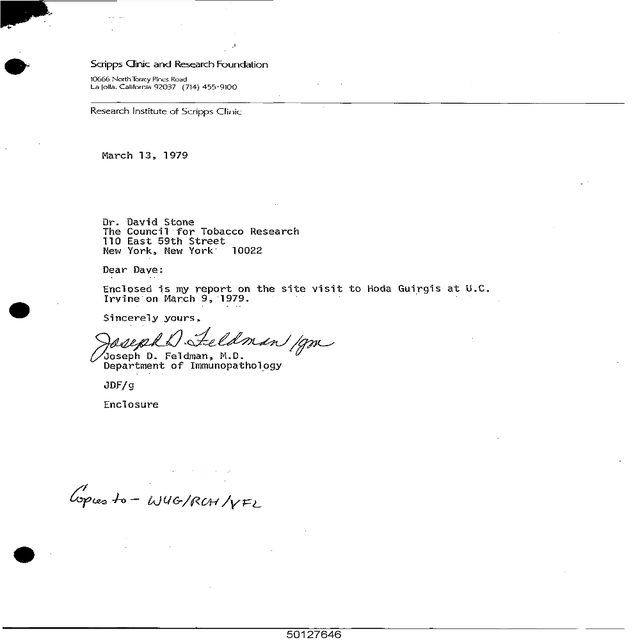 Scripps Clinic and Research Foundation
10666 North Torrey Pines Road
La Jolla, California 92037 (714) 455-9100
Research Institute of Scripps Clinic
March 13, 1979
Dr. David Stone
The Council for Tobacco Research
110 East 59th Street
New York, New York 10022
Dear Dave:
Enclosed is my report on the site visit to Hoda Guirgis at U.C.
Irvine on March 9, 1979.
Sincerely yours,
Joseph D. Feldman/gm
Joseph D. Feldman, M.D.
Department of Immunopathology
JDF/g
Enclosure
Copies to - WUG/RCH/VFL
50127646